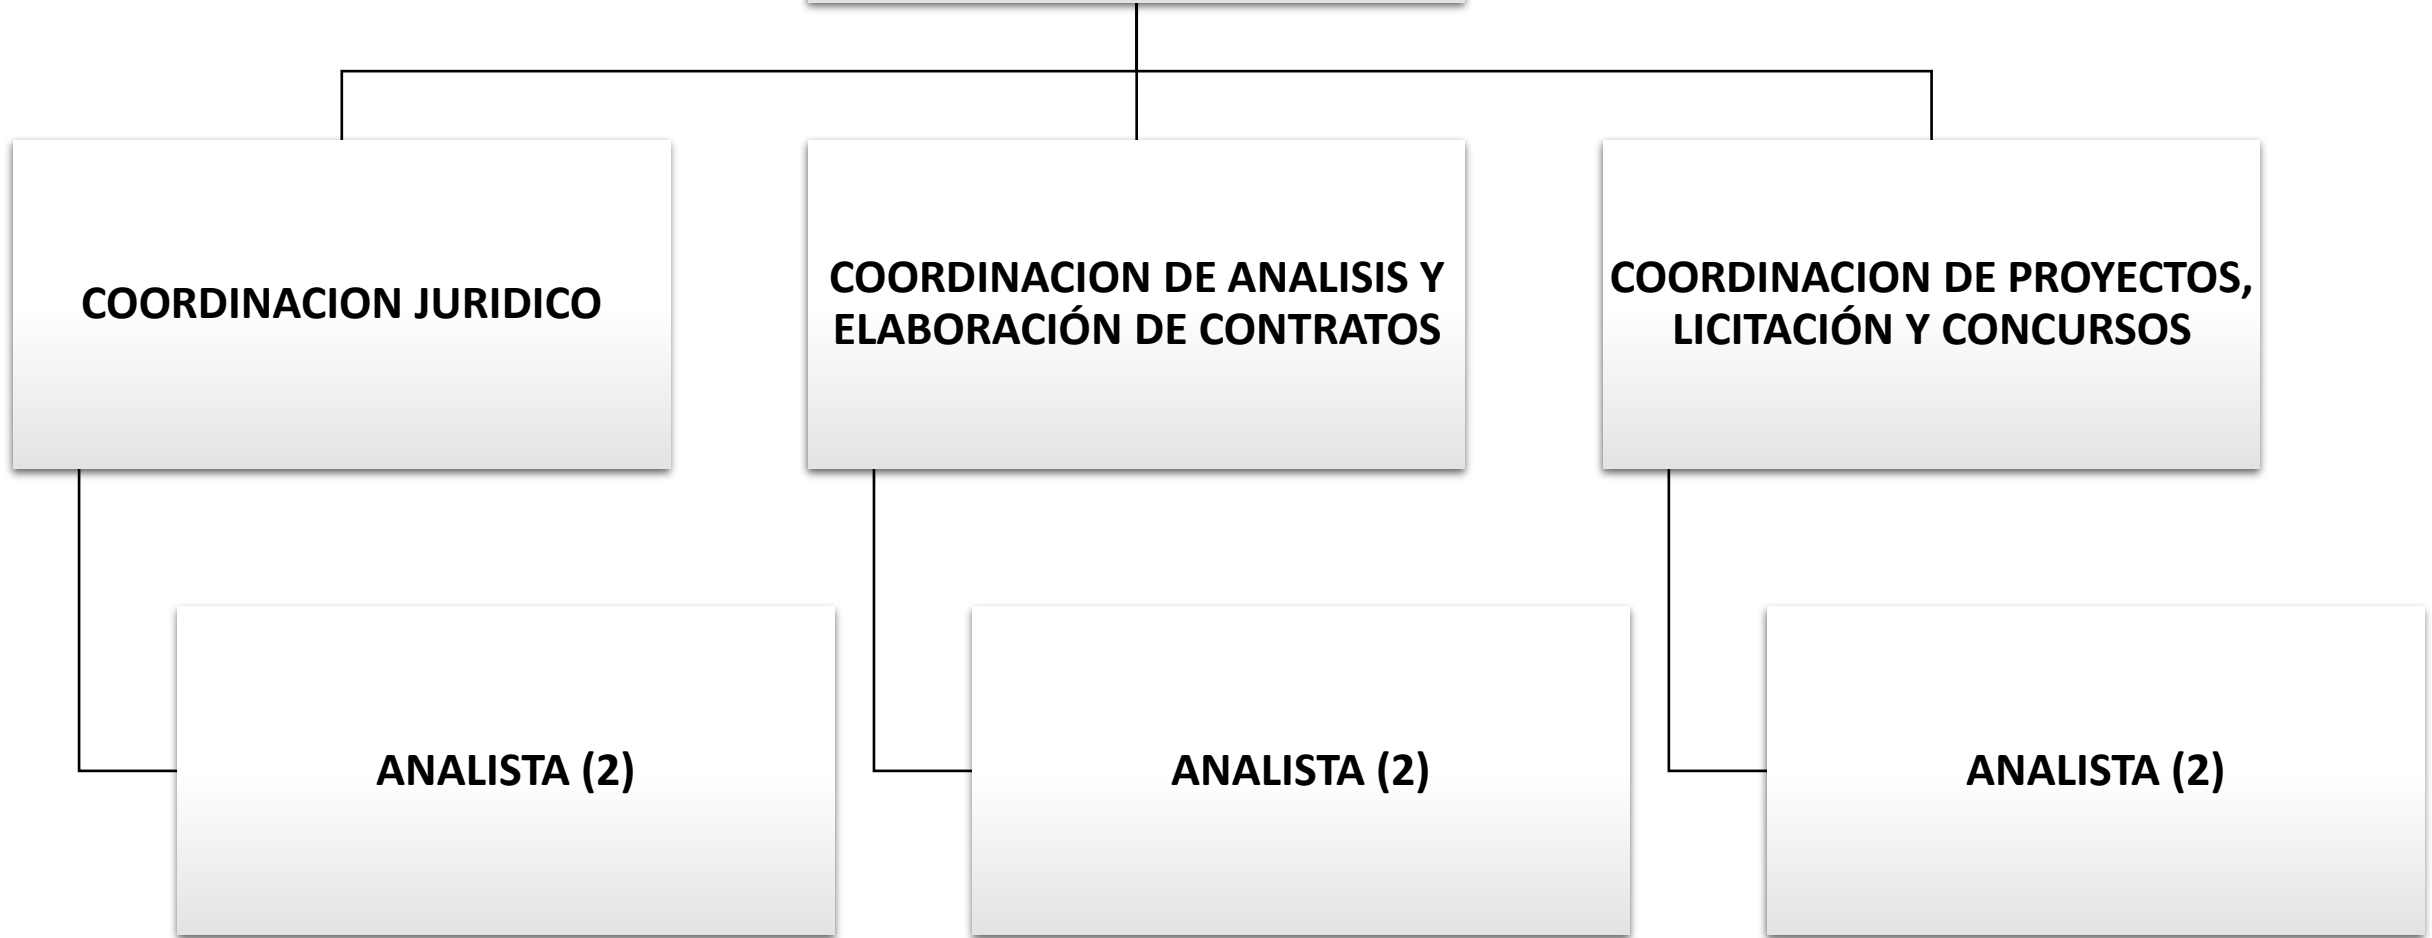 COORDINACION JURIDICO
COORDINACION DE ANALISIS Y
ELABORACIÓN DE CONTRATOS
COORDINACION DE PROYECTOS,
LICITACIÓN Y CONCURSOS
ANALISTA (2)
ANALISTA (2)
ANALISTA (2)